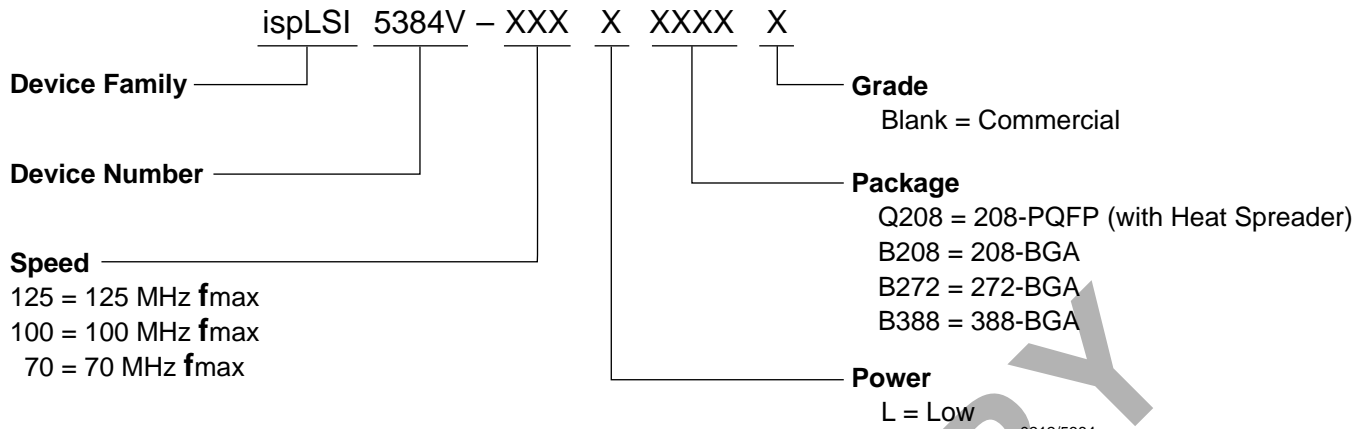 ispLSI 5384V – XXX X XXXX X
Device Family
Device Number
Speed
125 = 125 MHz fmax
100 = 100 MHz fmax
70 = 70 MHz fmax
Grade
Blank = Commercial
Package
Q208 = 208-PQFP (with Heat Spreader)
B208 = 208-BGA
B272 = 272-BGA
B388 = 388-BGA
Power
L = Low